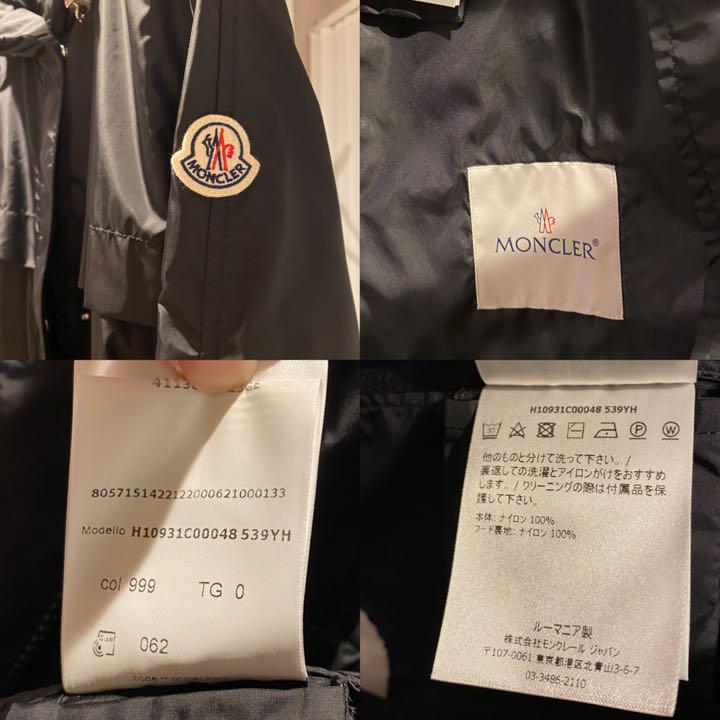 MONCLER
MONCLER®
8057151422122000621000133
Modello H10931C00048 539YH
col 999 TG 0
062
H10931C00048 539YH
30
P W
他のものと分けて洗って下さい。/
裏返しての洗濯とアイロンがけをおすすめ
します。/クリーニングの際は付属品を保
護して下さい。
本体: ナイロン 100%
フード裏地: ナイロン 100%
ルーマニア製
株式会社モンクレール ジャパン
〒107-0061 東京都港区北青山3-6-7
03-3486-2110